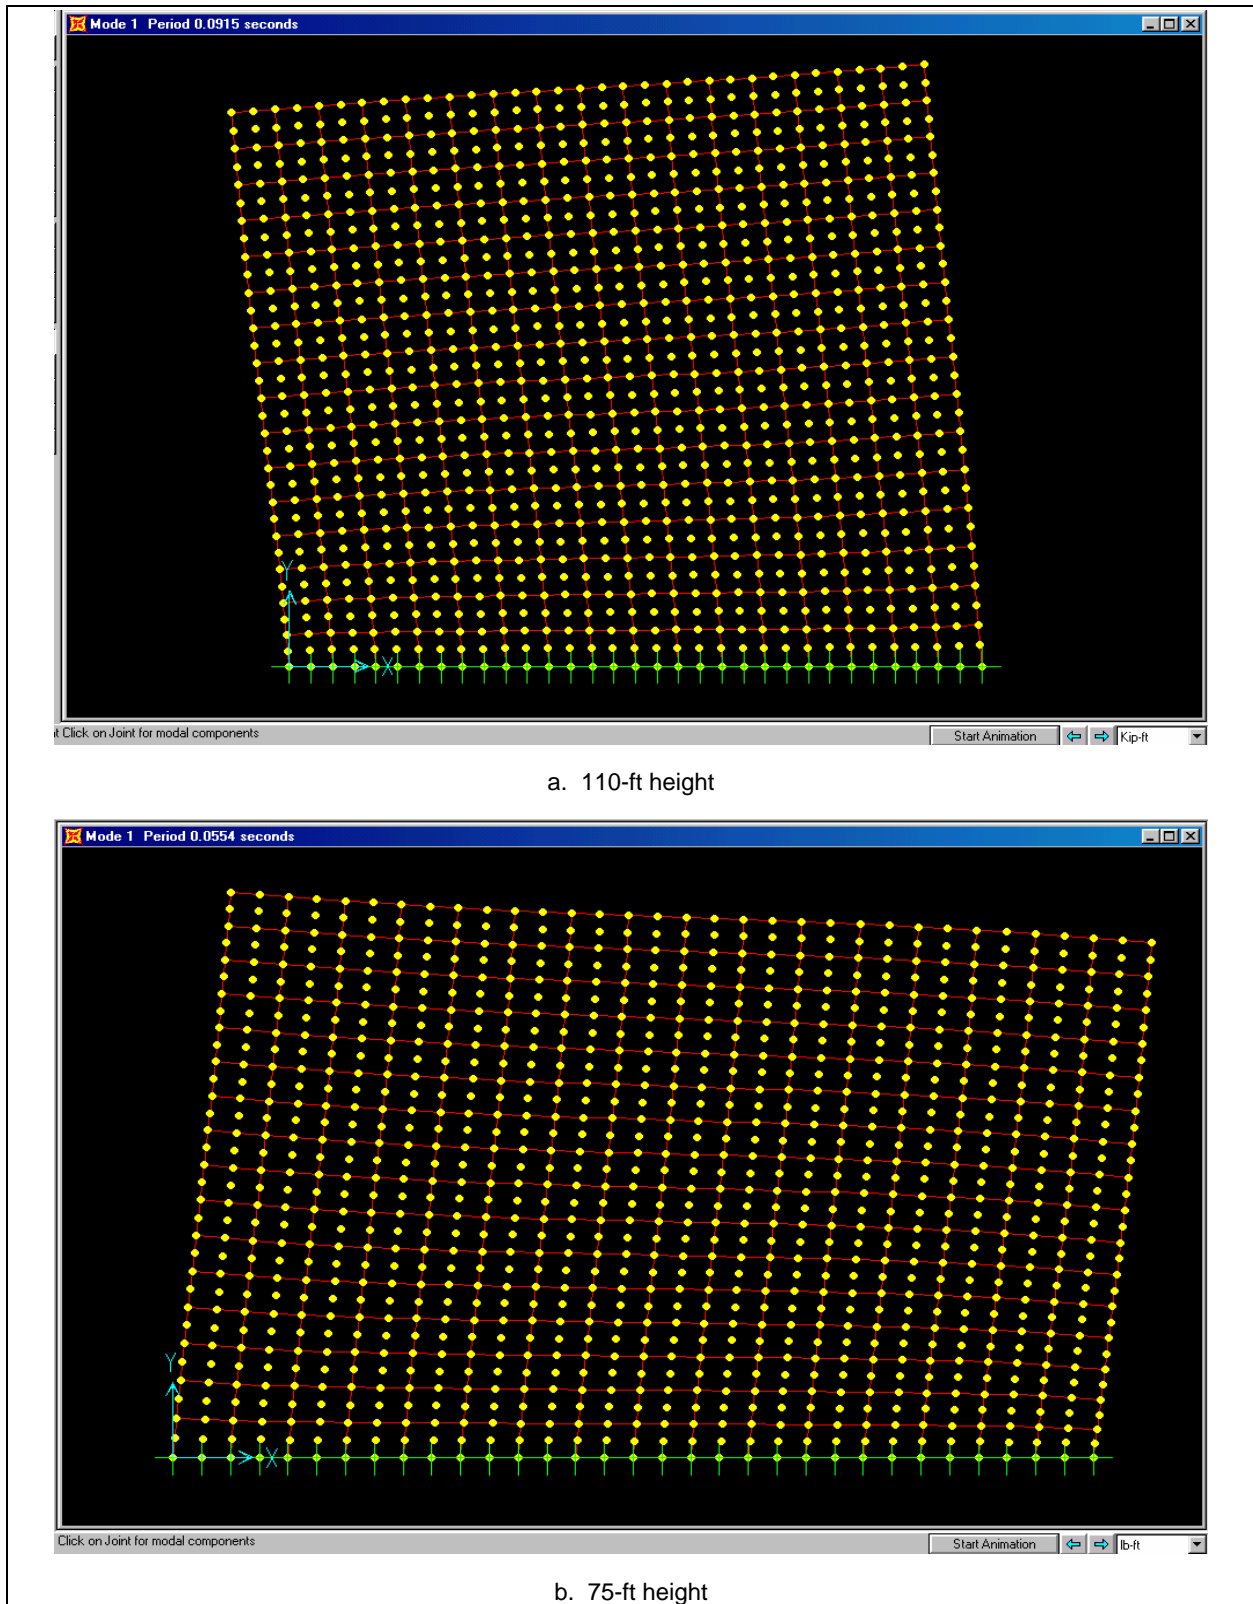 Mode 1 Period 0.0915 seconds
Y
X
t Click on Joint for modal components
Start Animation
Kip-ft
a. 110-ft height
Mode 1 Period 0.0554 seconds
Y
X
Click on Joint for modal components
Start Animation
lb-ft
b. 75-ft height